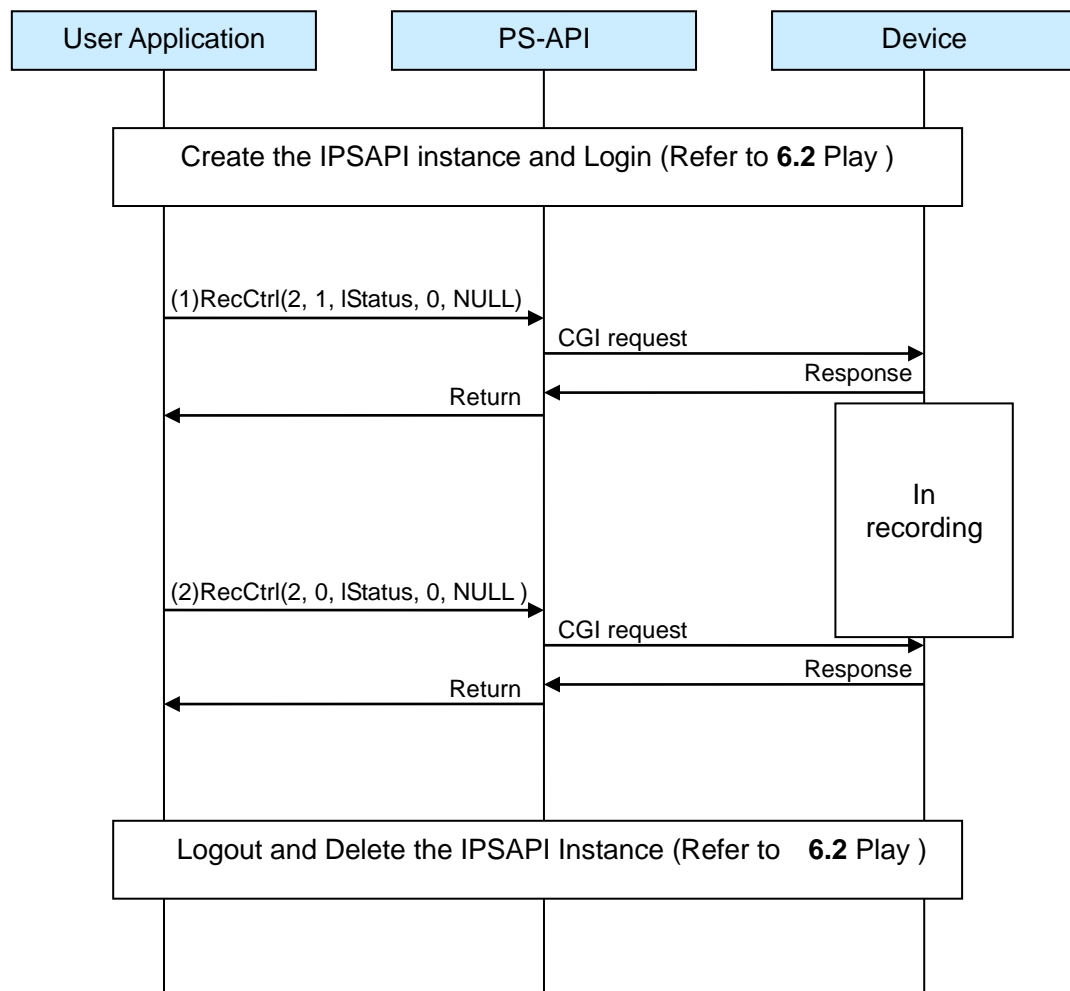 User Application
PS-API
Device
Create the IPSAPI instance and Login (Refer to 6.2 Play )
(1)RecCtrl(2, 1, lStatus, 0, NULL)
CGI request
Response
Return
In
recording
(2)RecCtrl(2, 0, lStatus, 0, NULL )
CGI request
Response
Return
Logout and Delete the IPSAPI Instance (Refer to 6.2 Play )